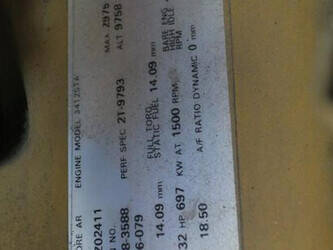 ORE AR ENGINE MODEL 3412STA
202411 MAX 2975
NO.
8-3588 PERF SPEC 2T-9793 ALT 9758
6-079 FULL TORQ
14.09 mm STATIC FUEL 14.09 mm
BARE ENG
HIGH IDLE
RPM
32 HP 697 KW AT 1500 RPM
18.50 A/F RATIO DYNAMIC 0 mm